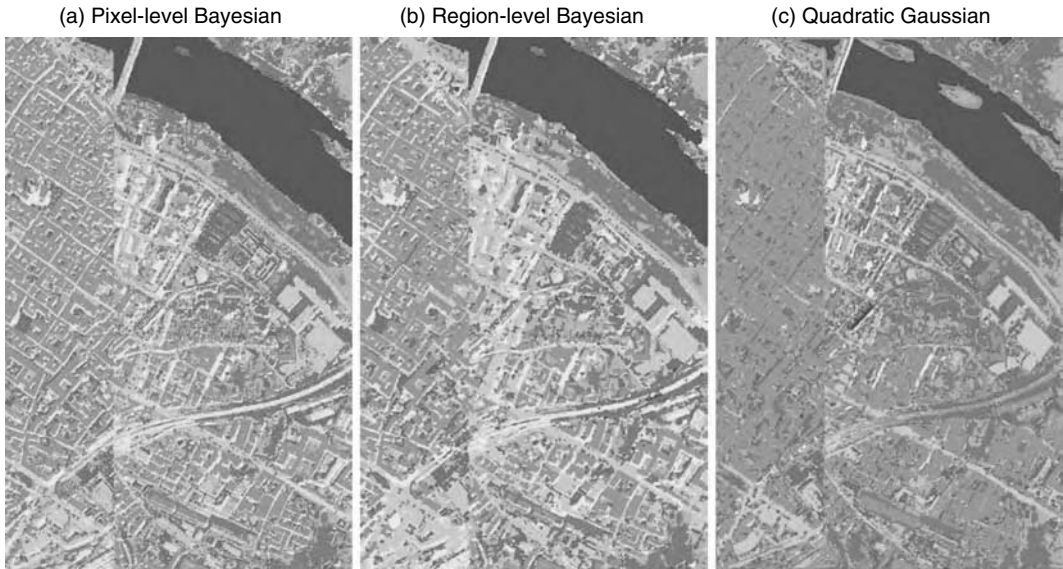 (a) Pixel-level Bayesian
(b) Region-level Bayesian
(c) Quadratic Gaussian